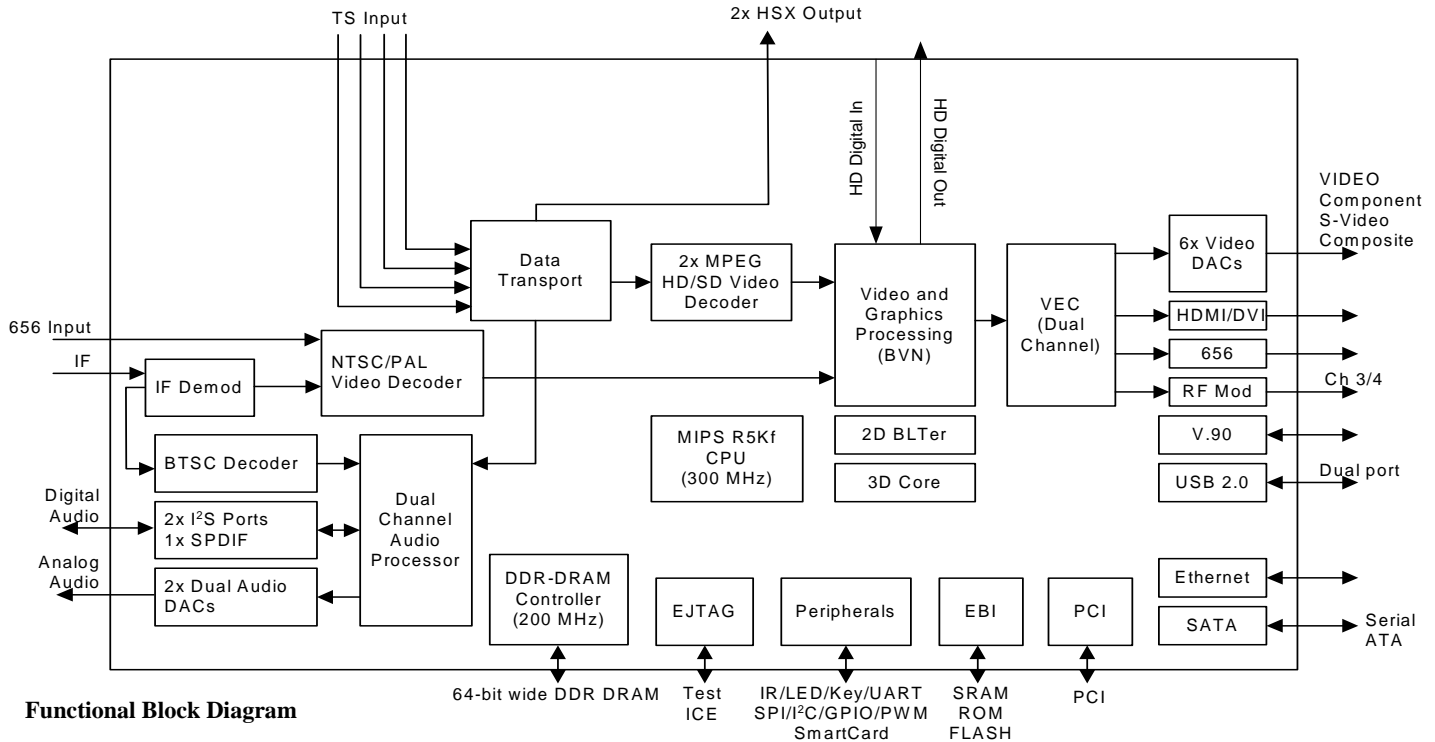 TS Input
2x HSX Output
HD Digital In
HD Digital Out
VIDEO
Component
S-Video
Composite
Data
Transport
2x MPEG
HD/SD Video
Decoder
Video and
Graphics
Processing
(BVN)
VEC
(Dual
Channel)
6x Video
DACs
HDMI/DVI
656
RF Mod
Ch 3/4
656 Input
IF
IF Demod
NTSC/PAL
Video Decoder
MIPS R5Kf
CPU
(300 MHz)
2D BLTer
3D Core
V.90
USB 2.0
Dual port
BTSC Decoder
Digital
Audio
2x I²S Ports
1x SPDIF
Dual
Channel
Audio
Processor
Analog
Audio
2x Dual Audio
DACs
DDR-DRAM
Controller
(200 MHz)
EJTAG
Peripherals
EBI
PCI
Ethernet
SATA
Serial
ATA
64-bit wide DDR DRAM
Test
ICE
IR/LED/Key/UART
SPI/I²C/GPIO/PWM
SmartCard
SRAM
ROM
FLASH
PCI
Functional Block Diagram